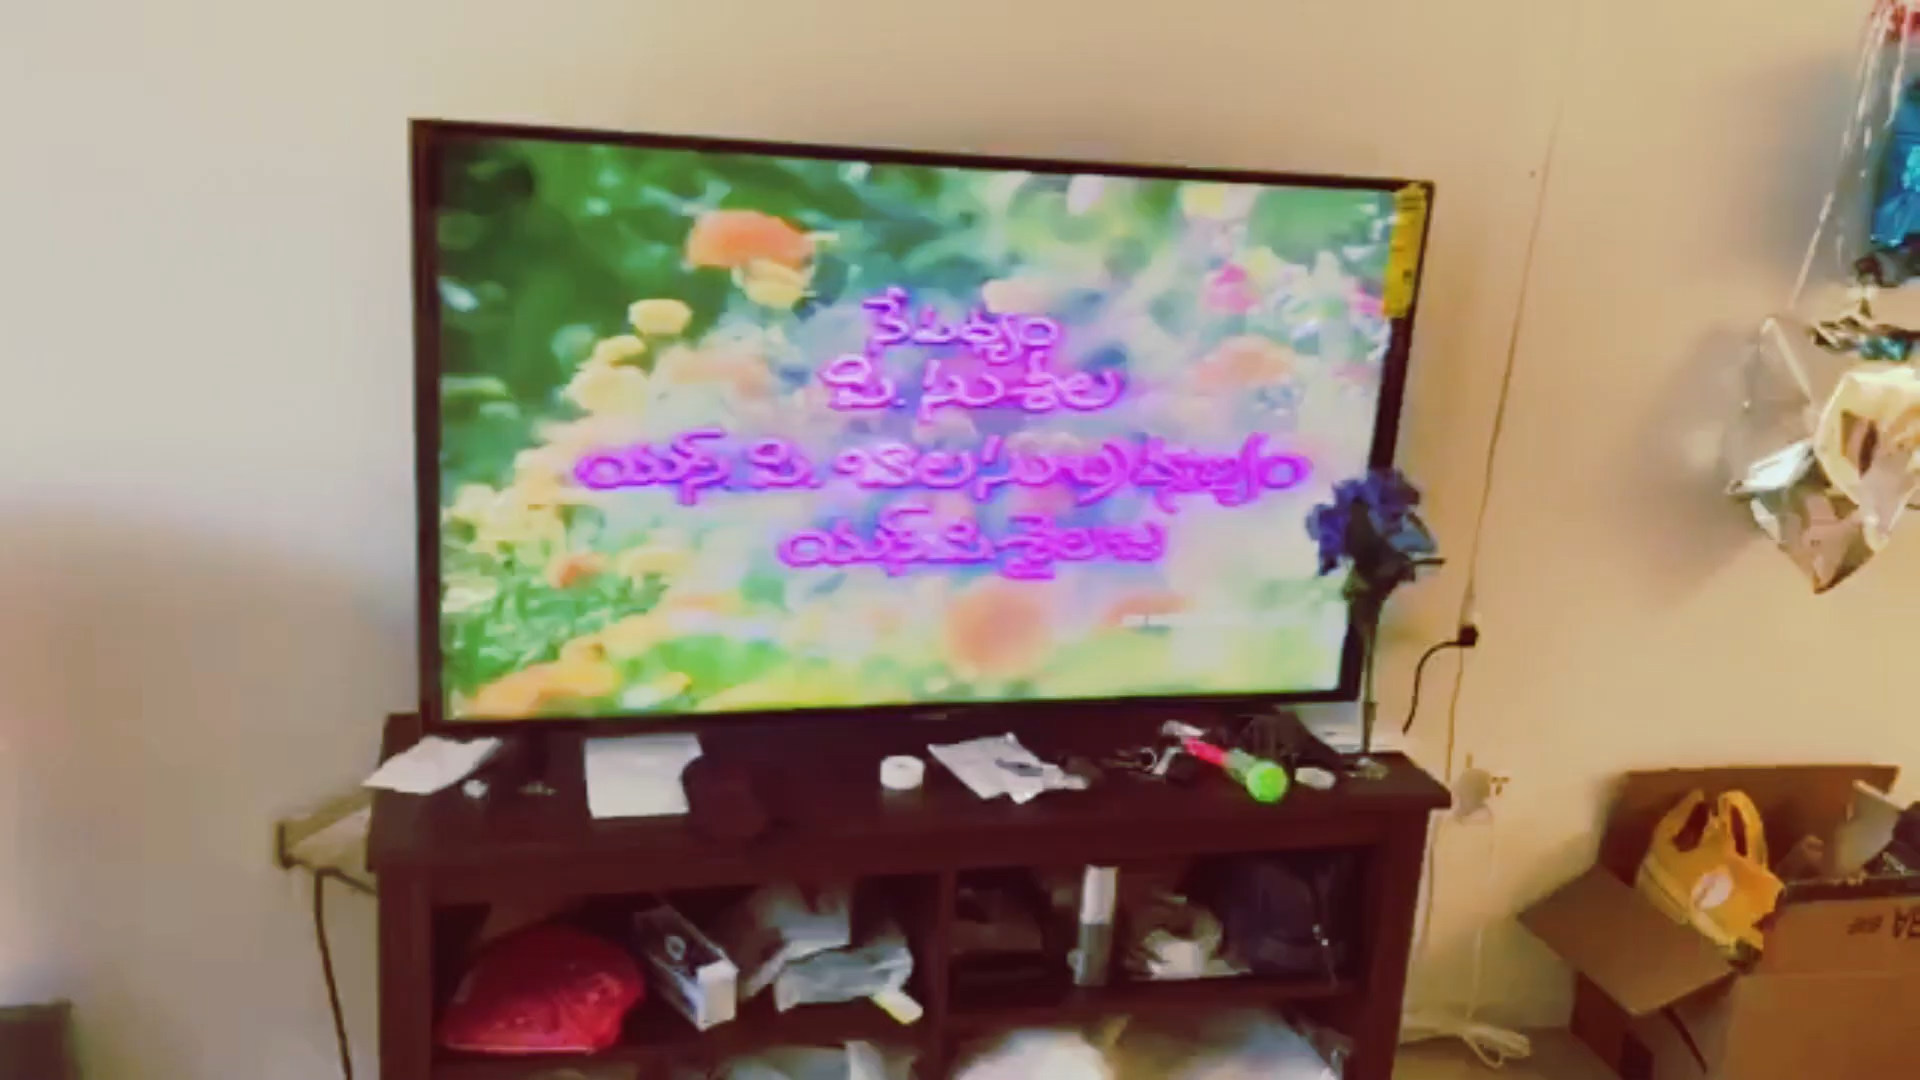 నేపథ్యం
పి. సుశీల
యస్. పి. బాలసుబ్రహ్మణ్యం
యస్.పి.శైలజ